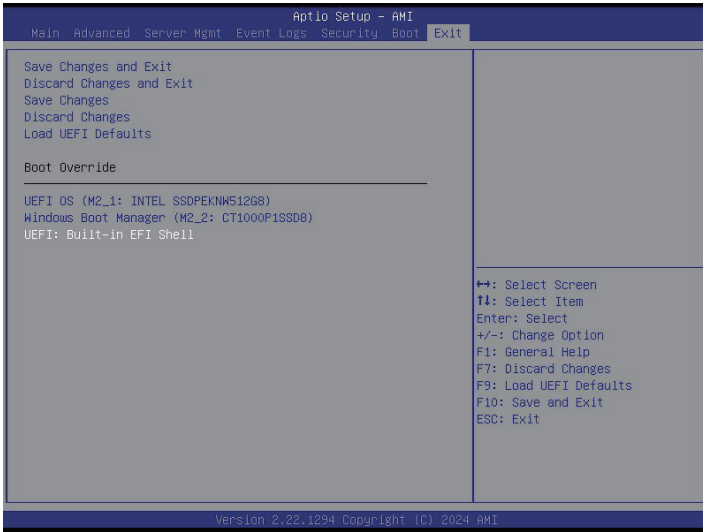 Aptio Setup – AMI
Main Advanced Server Mgmt Event Logs Security Boot Exit
Save Changes and Exit
Discard Changes and Exit
Save Changes
Discard Changes
Load UEFI Defaults
Boot Override
UEFI OS (M2_1: INTEL SSDPEKNW512G8)
Windows Boot Manager (M2_2: CT1000P1SSD8)
UEFI: Built-in EFI Shell
↔: Select Screen
↑↓: Select Item
Enter: Select
+/-: Change Option
F1: General Help
F7: Discard Changes
F9: Load UEFI Defaults
F10: Save and Exit
ESC: Exit
Version 2.22.1294 Copyright (C) 2024 AMI